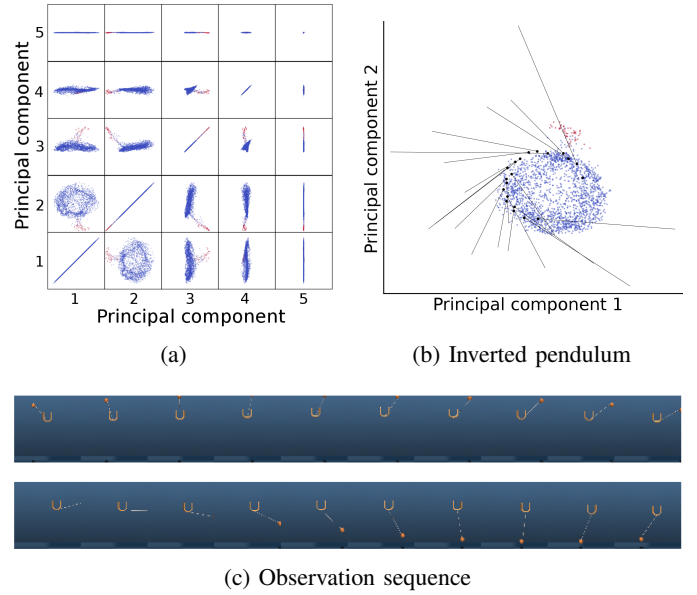 5
4
3
2
1
Principal component
1 2 3 4 5
Principal component
(a)
Principal component 2
Principal component 1
(b) Inverted pendulum
(c) Observation sequence